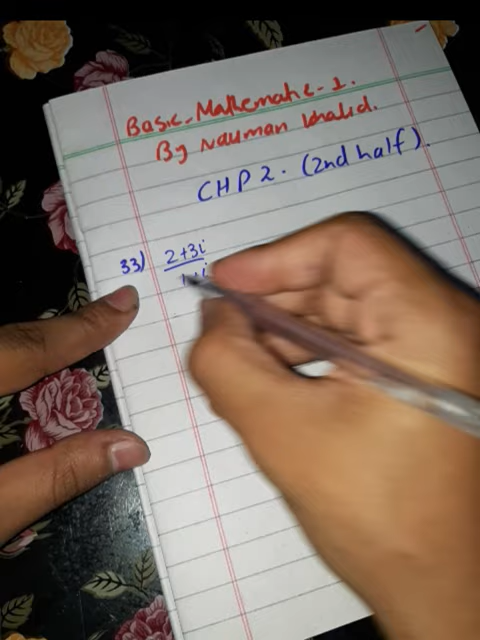 Basic-Mathematic-1.
By Nauman Khalid.
CHP 2. (2nd half).
33) 2+3i